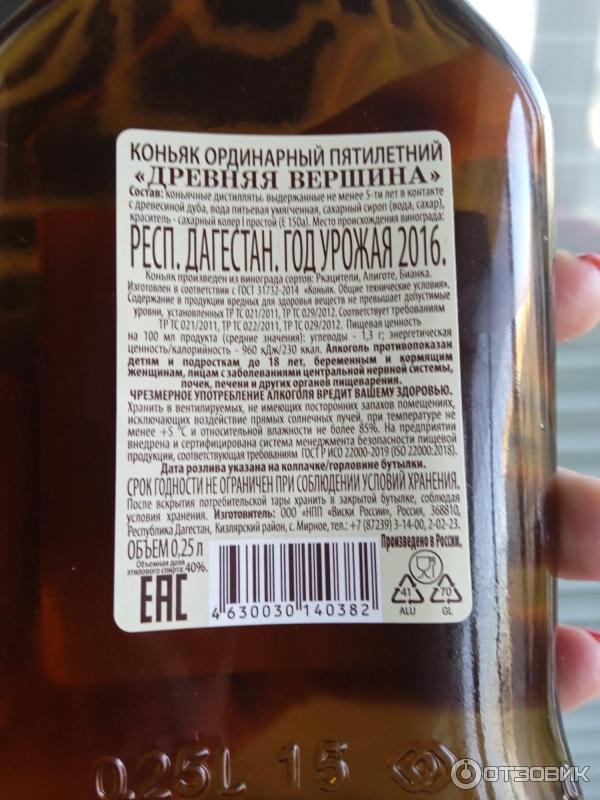 КОНЬЯК ОРДИНАРНЫЙ ПЯТИЛЕТНИЙ
«ДРЕВНЯЯ ВЕРШИНА»
Состав: коньячные дистилляты, выдержанные не менее 5-ти лет в контакте
с древесиной дуба, вода питьевая умягченная, сахарный сироп (вода, сахар),
краситель - сахарный колер I простой (Е 150а). Место происхождения винограда:
РЕСП. ДАГЕСТАН. ГОД УРОЖАЯ 2016.
Коньяк произведен из винограда сортов: Ркацители, Алиготе, Бианка.
Изготовлен в соответствии с ГОСТ 31732-2014 «Коньяк. Общие технические условия».
Содержание в продукции вредных для здоровья веществ не превышает допустимые
уровни, установленных ТР ТС 021/2011, ТР ТС 029/2012. Соответствует требованиям
ТР ТС 021/2011, ТР ТС 022/2011, ТР ТС 029/2012. Пищевая ценность
на 100 мл продукта (средние значения): углеводы - 1,3 г; энергетическая
ценность/калорийность - 960 кДж/230 ккал. Алкоголь противопоказан
детям и подросткам до 18 лет, беременным и кормящим
женщинам, лицам с заболеваниями центральной нервной системы,
почек, печени и других органов пищеварения.
ЧРЕЗМЕРНОЕ УПОТРЕБЛЕНИЕ АЛКОГОЛЯ ВРЕДИТ ВАШЕМУ ЗДОРОВЬЮ.
Хранить в вентилируемых, не имеющих посторонних запахов помещениях,
исключающих воздействие прямых солнечных лучей, при температуре не
менее +5 °С и относительной влажности не более 85%. На предприятии
внедрена и сертифицирована система менеджмента безопасности пищевой
продукции, соответствующая требованиям ГОСТ Р ИСО 22000-2019 (ISO 22000:2018).
Дата розлива указана на колпачке/горловине бутылки.
СРОК ГОДНОСТИ НЕ ОГРАНИЧЕН ПРИ СОБЛЮДЕНИИ УСЛОВИЙ ХРАНЕНИЯ.
После вскрытия потребительской тары хранить в закрытой бутылке, соблюдая
условия хранения. Изготовитель: ООО «НПП «Виски России», Россия, 368810,
Республика Дагестан, Кизлярский район, с. Мирное, тел.: +7 (87239) 3-14-00, 2-02-23.
ОБЪЕМ 0,25 л
Произведено в России.
Объемная доля
этилового спирта: 40%.
EAC
4 630030 140382
41
ALU
70
GL
0.25L 15
ОТЗОВИК